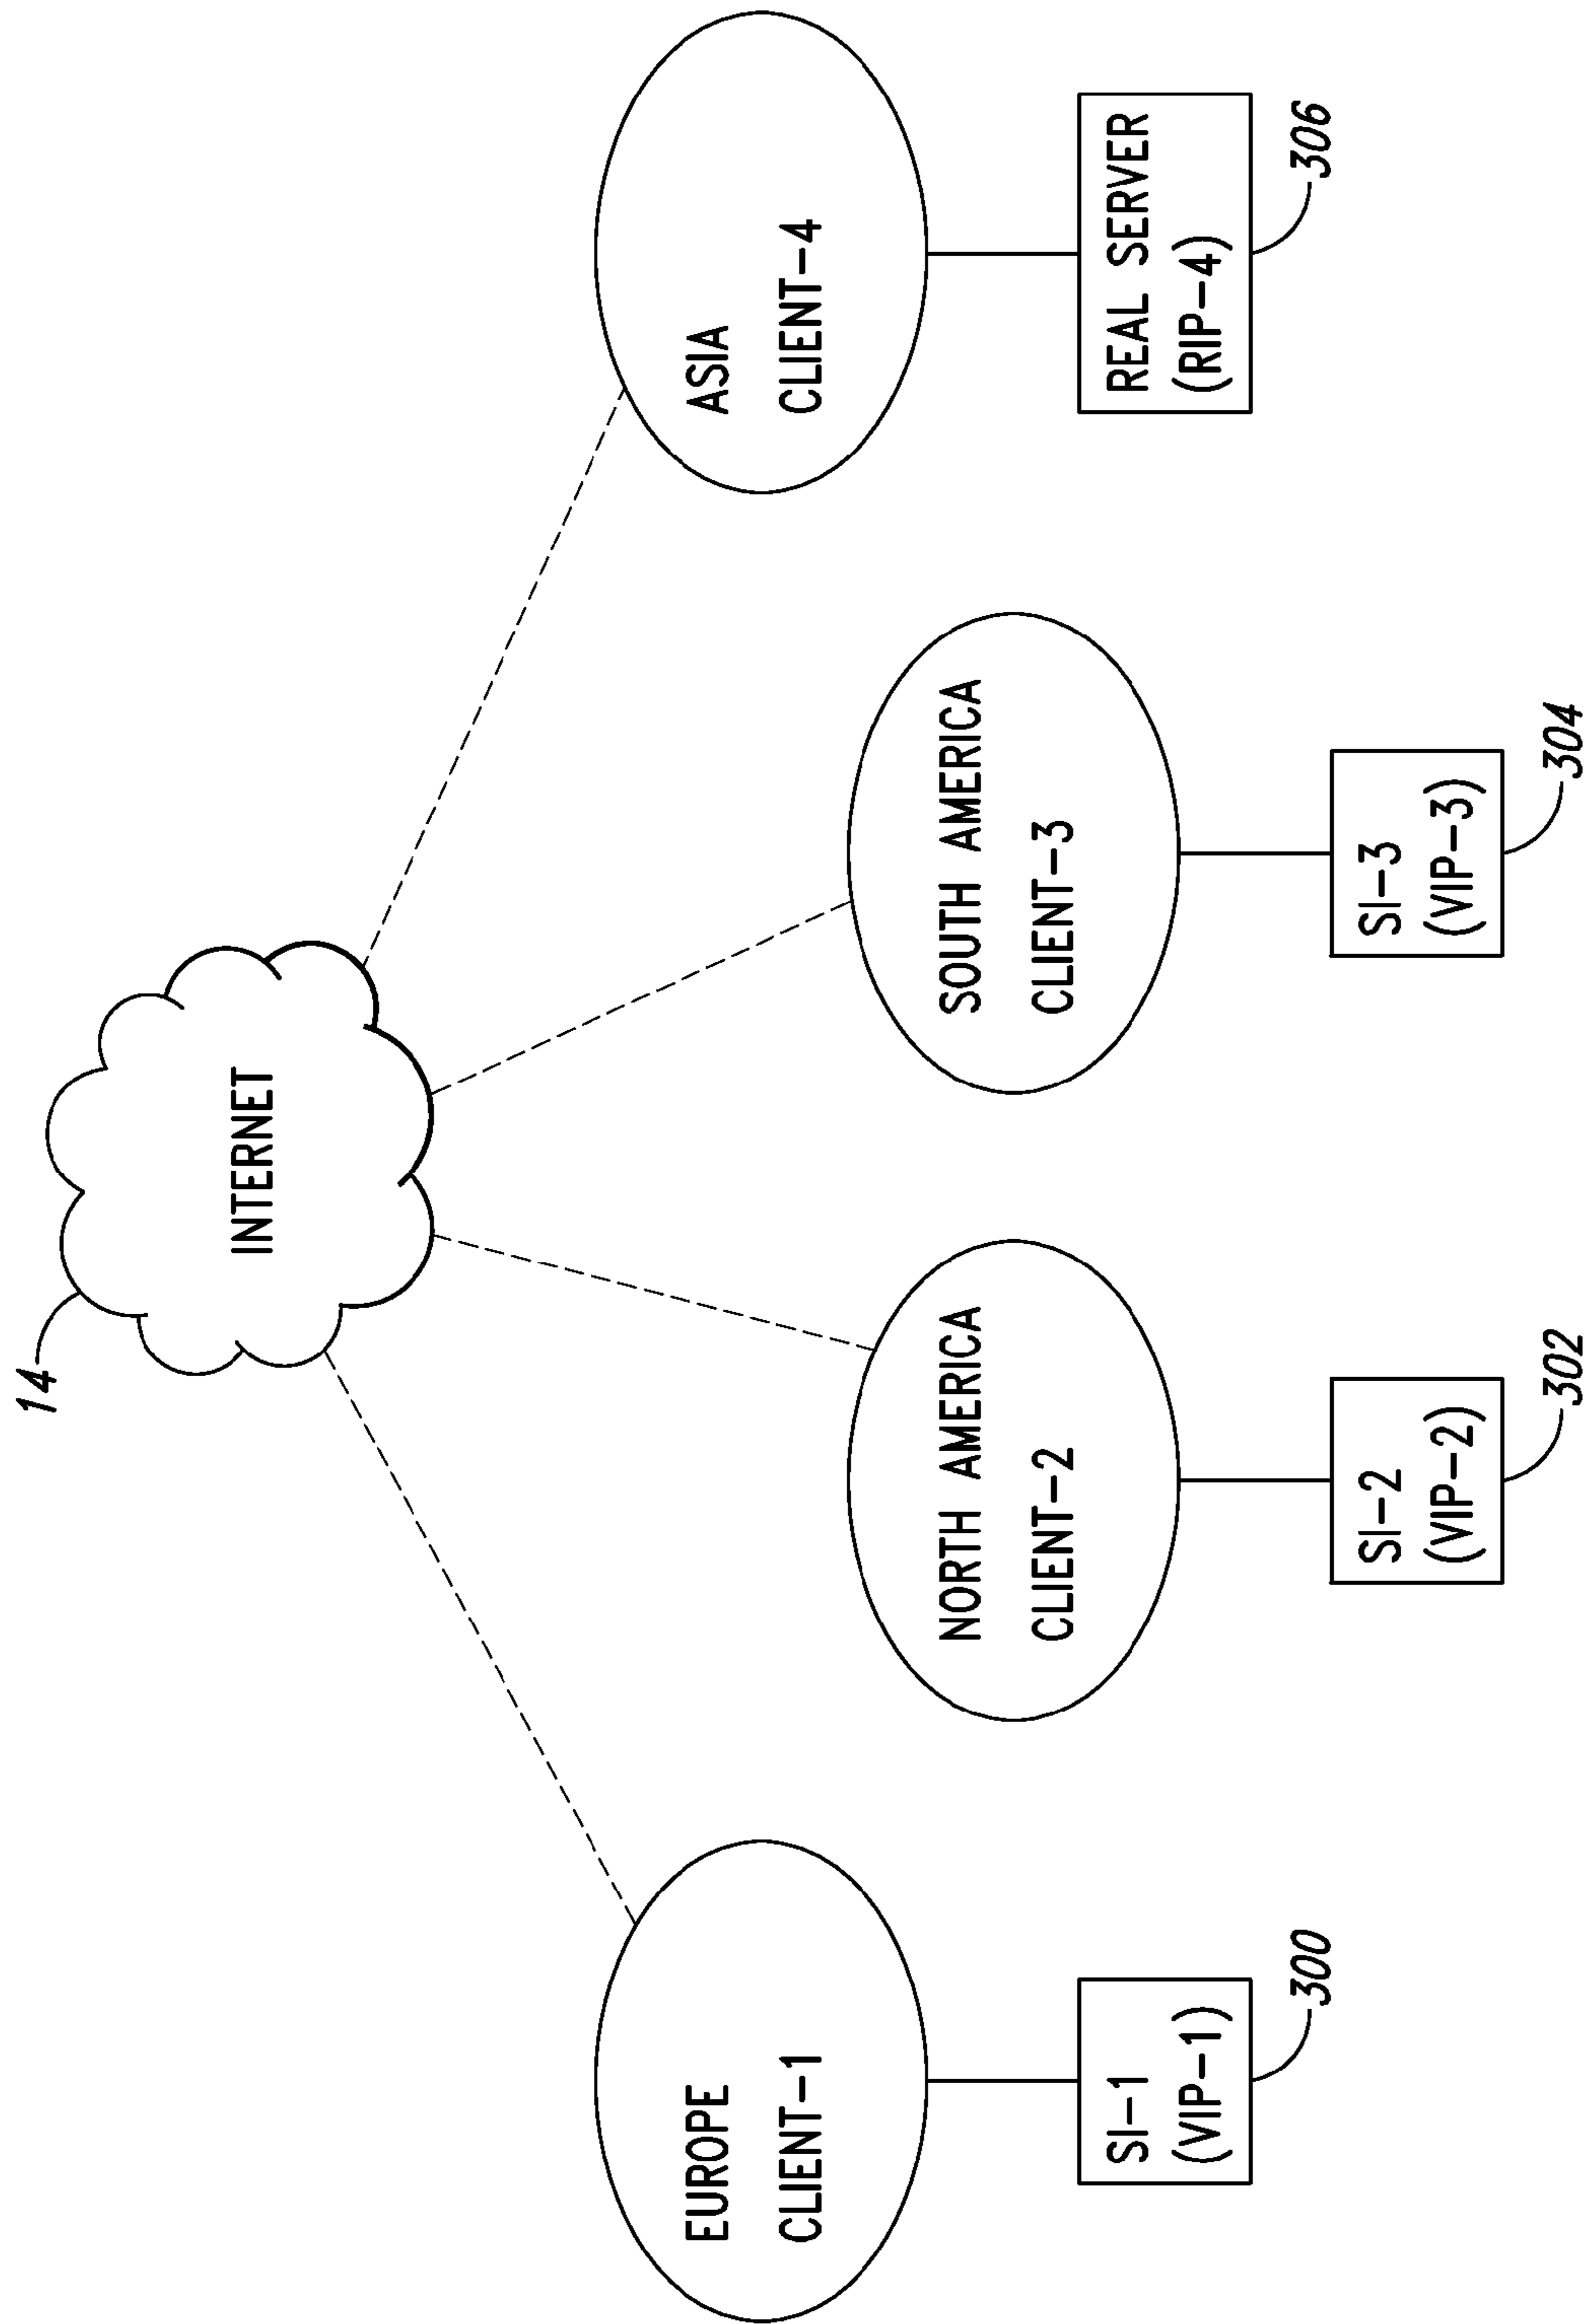 14
INTERNET
EUROPE
CLIENT-1
NORTH AMERICA
CLIENT-2
SOUTH AMERICA
CLIENT-3
ASIA
CLIENT-4
SI-1
(VIP-1)
300
SI-2
(VIP-2)
302
SI-3
(VIP-3)
304
REAL SERVER
(RIP-4)
306